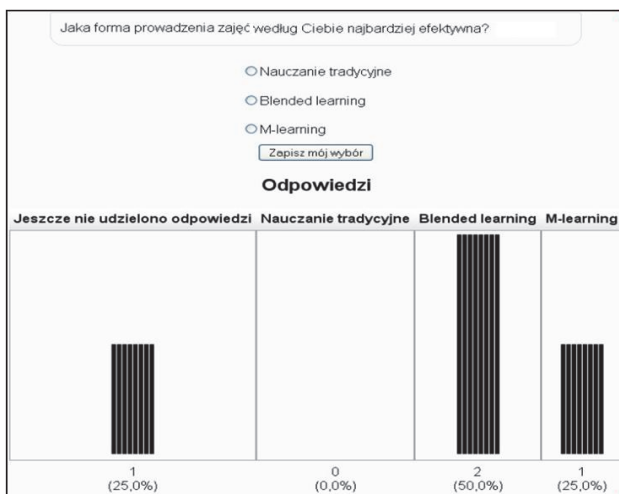 Jaka forma prowadzenia zajęć według Ciebie najbardziej efektywna?
Nauczanie tradycyjne
Blended learning
M-learning
Zapisz mój wybór
Odpowiedzi
Jeszcze nie udzielono odpowiedzi Nauczanie tradycyjne Blended learning M-learning
1 0 2 1
(25,0%) (0,0%) (50,0%) (25,0%)